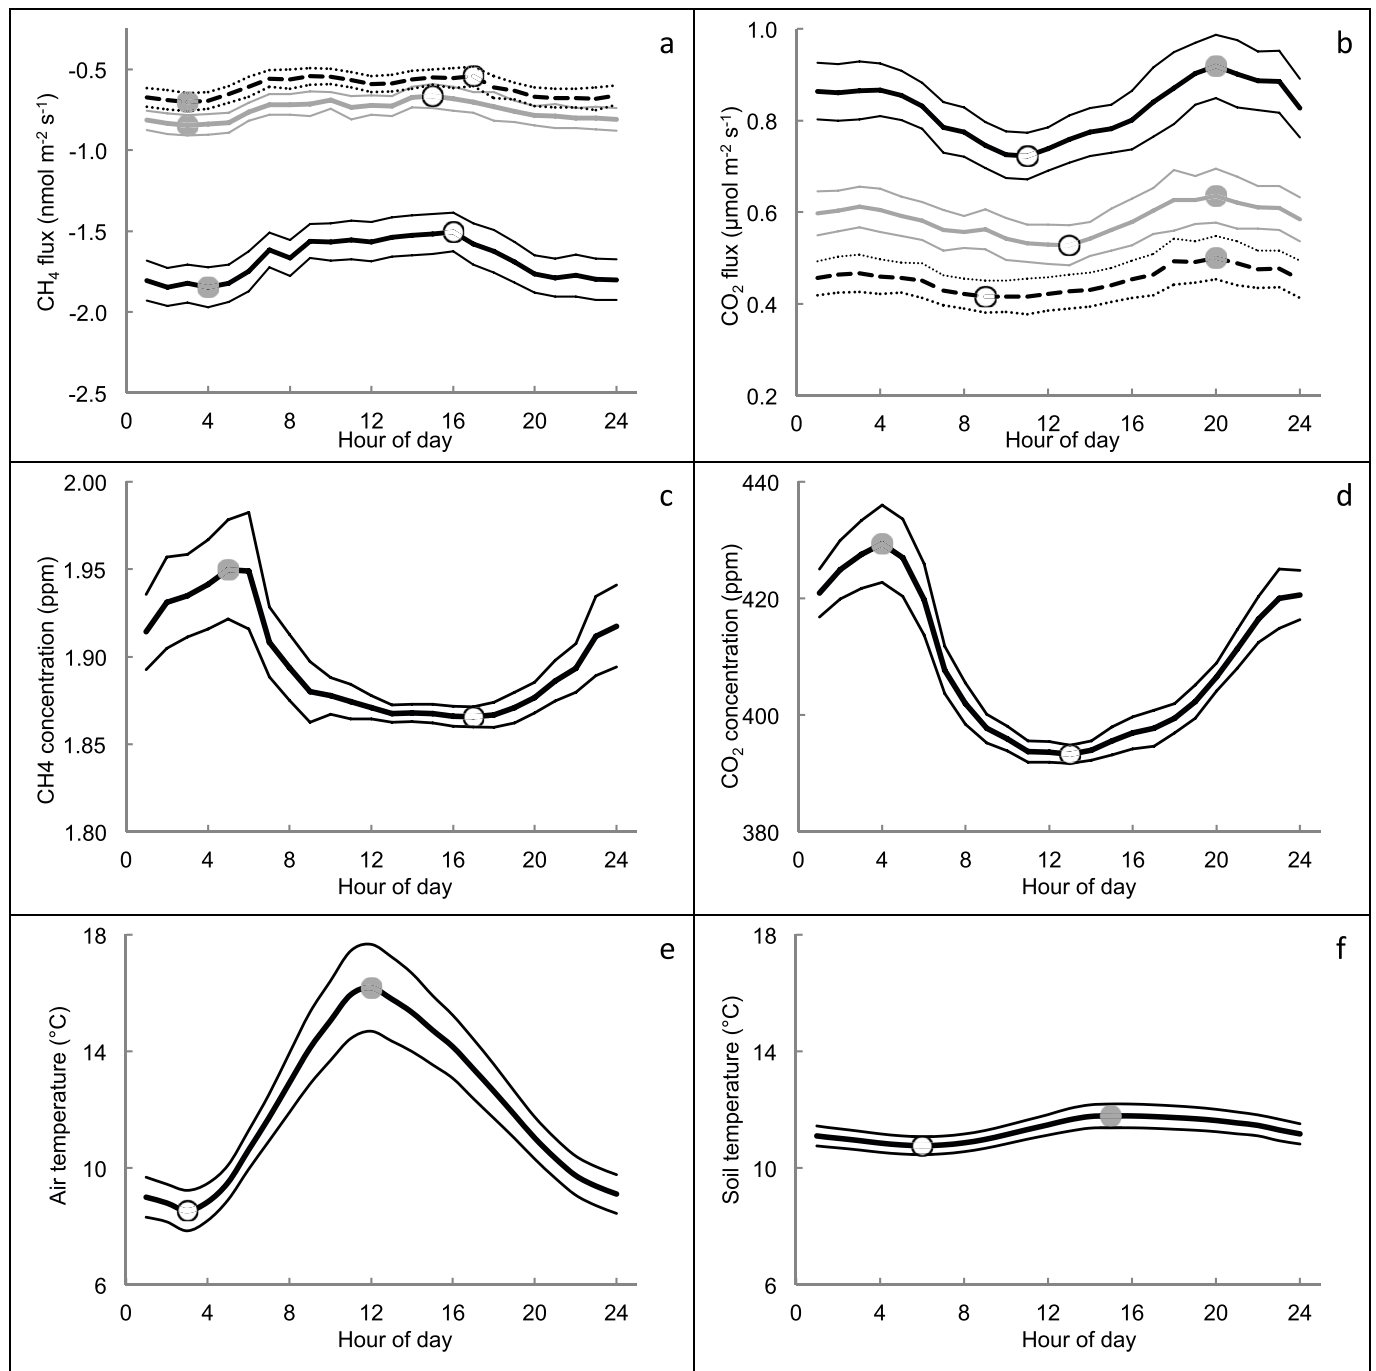 a
CH4 flux (nmol m-2 s-1)
-0.5
-1.0
-1.5
-2.0
-2.5
0 4 8 12 16 20 24
Hour of day
b
CO2 flux (µmol m-2 s-1)
1.0
0.8
0.6
0.4
0.2
0 4 8 12 16 20 24
Hour of day
c
CH4 concentration (ppm)
2.00
1.95
1.90
1.85
1.80
0 4 8 12 16 20 24
Hour of day
d
CO2 concentration (ppm)
440
420
400
380
0 4 8 12 16 20 24
Hour of day
e
Air temperature (°C)
18
14
10
6
0 4 8 12 16 20 24
Hour of day
f
Soil temperature (°C)
18
14
10
6
0 4 8 12 16 20 24
Hour of day